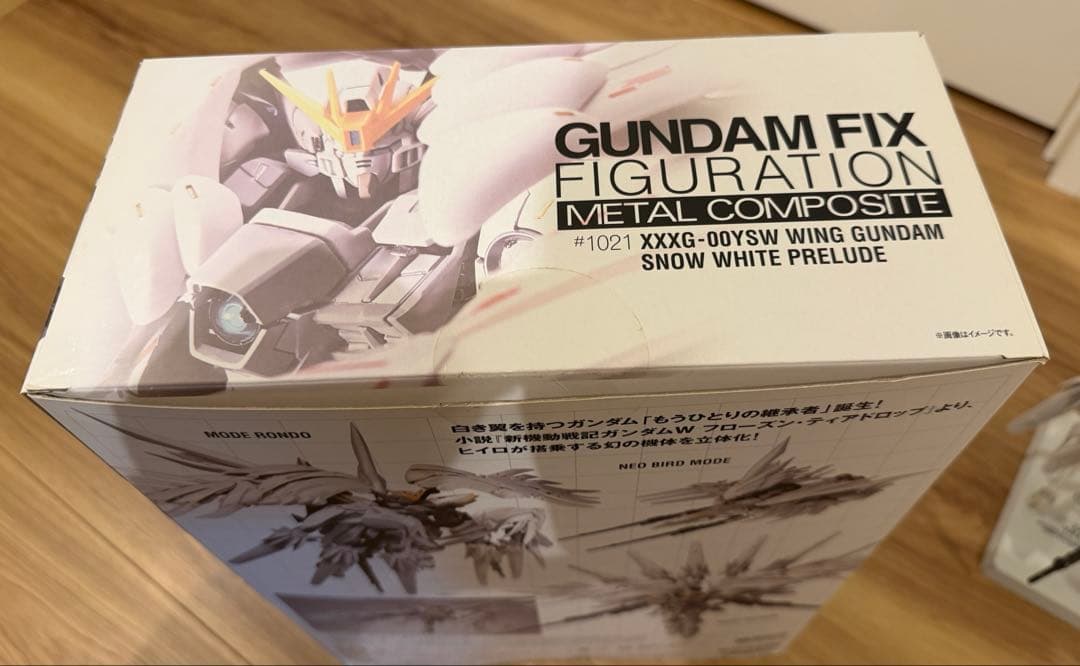 GUNDAM FIX
FIGURATION
METAL COMPOSITE
#1021 XXXG-00YSW WING GUNDAM
SNOW WHITE PRELUDE
※画像はイメージです。
MODE RONDO
白き翼を持つガンダム「もうひとりの継承者」誕生!
小説『新機動戦記ガンダムW フローズン・ティアドロップ』より、
ヒイロが搭乗する幻の機体を立体化!
NEO BIRD MODE